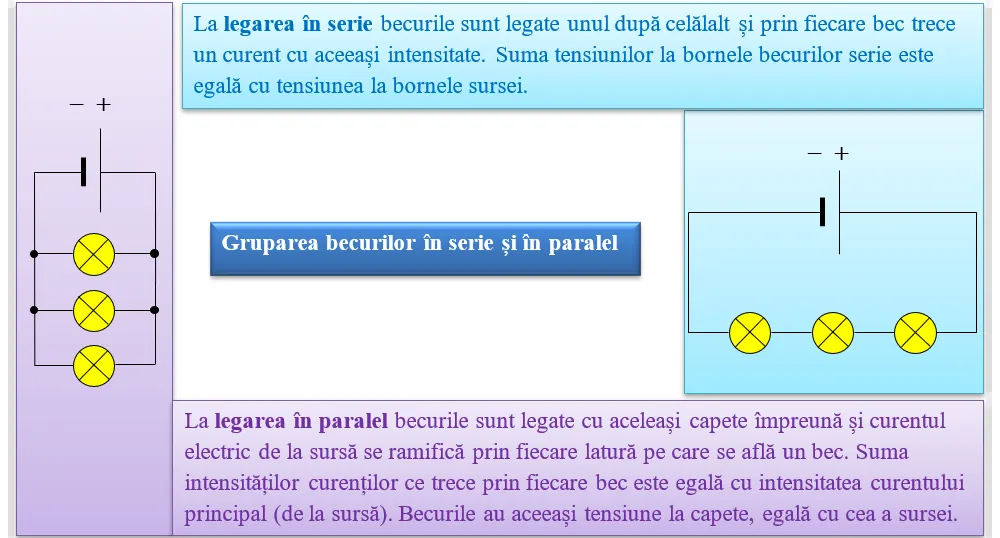 La legarea în serie becurile sunt legate unul după celălalt și prin fiecare bec trece
un curent cu aceeași intensitate. Suma tensiunilor la bornele becurilor serie este
egală cu tensiunea la bornele sursei.
− +
− +
Gruparea becurilor în serie și în paralel
La legarea în paralel becurile sunt legate cu aceleași capete împreună și curentul
electric de la sursă se ramifică prin fiecare latură pe care se află un bec. Suma
intensităților curenților ce trece prin fiecare bec este egală cu intensitatea curentului
principal (de la sursă). Becurile au aceeași tensiune la capete, egală cu cea a sursei.